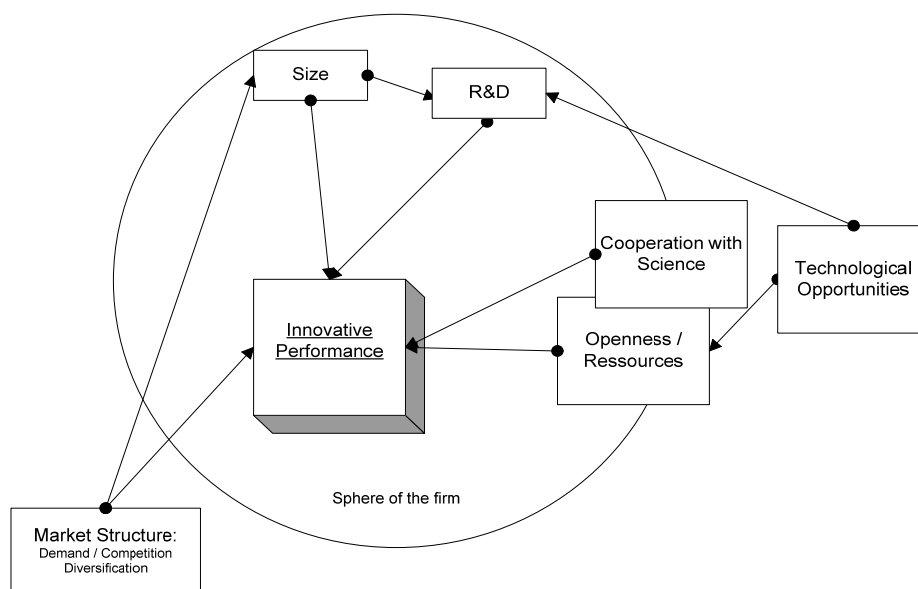 Size
R&D
Cooperation with
Science
Technological
Opportunities
Innovative
Performance
Openness /
Ressources
Sphere of the firm
Market Structure:
Demand / Competition
Diversification